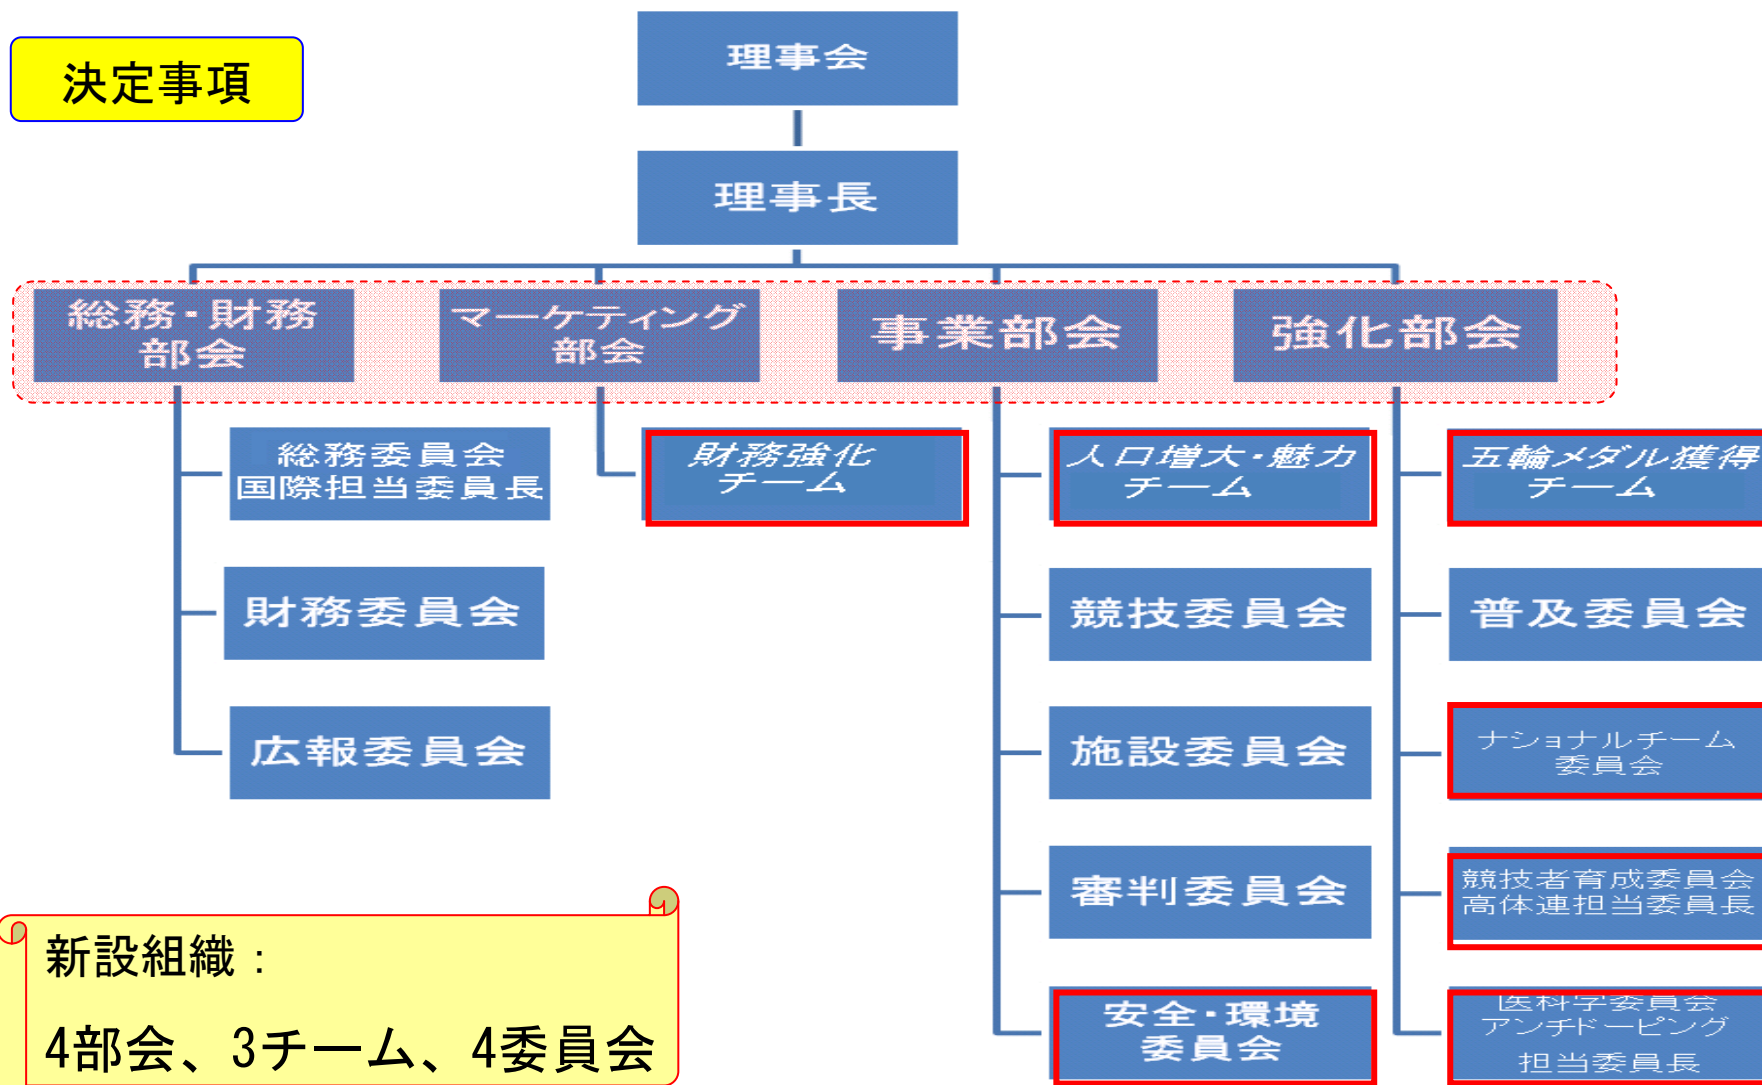 決定事項
理事会
理事長
総務・財務
部会
マーケティング
部会
事業部会
強化部会
総務委員会
国際担当委員長
財務委員会
広報委員会
財務強化
チーム
人口増大・魅力
チーム
競技委員会
施設委員会
審判委員会
安全・環境
委員会
五輪メダル獲得
チーム
普及委員会
ナショナルチーム
委員会
競技者育成委員会
高体連担当委員長
医科学委員会
アンチドーピング
担当委員長
新設組織：
4部会、3チーム、4委員会